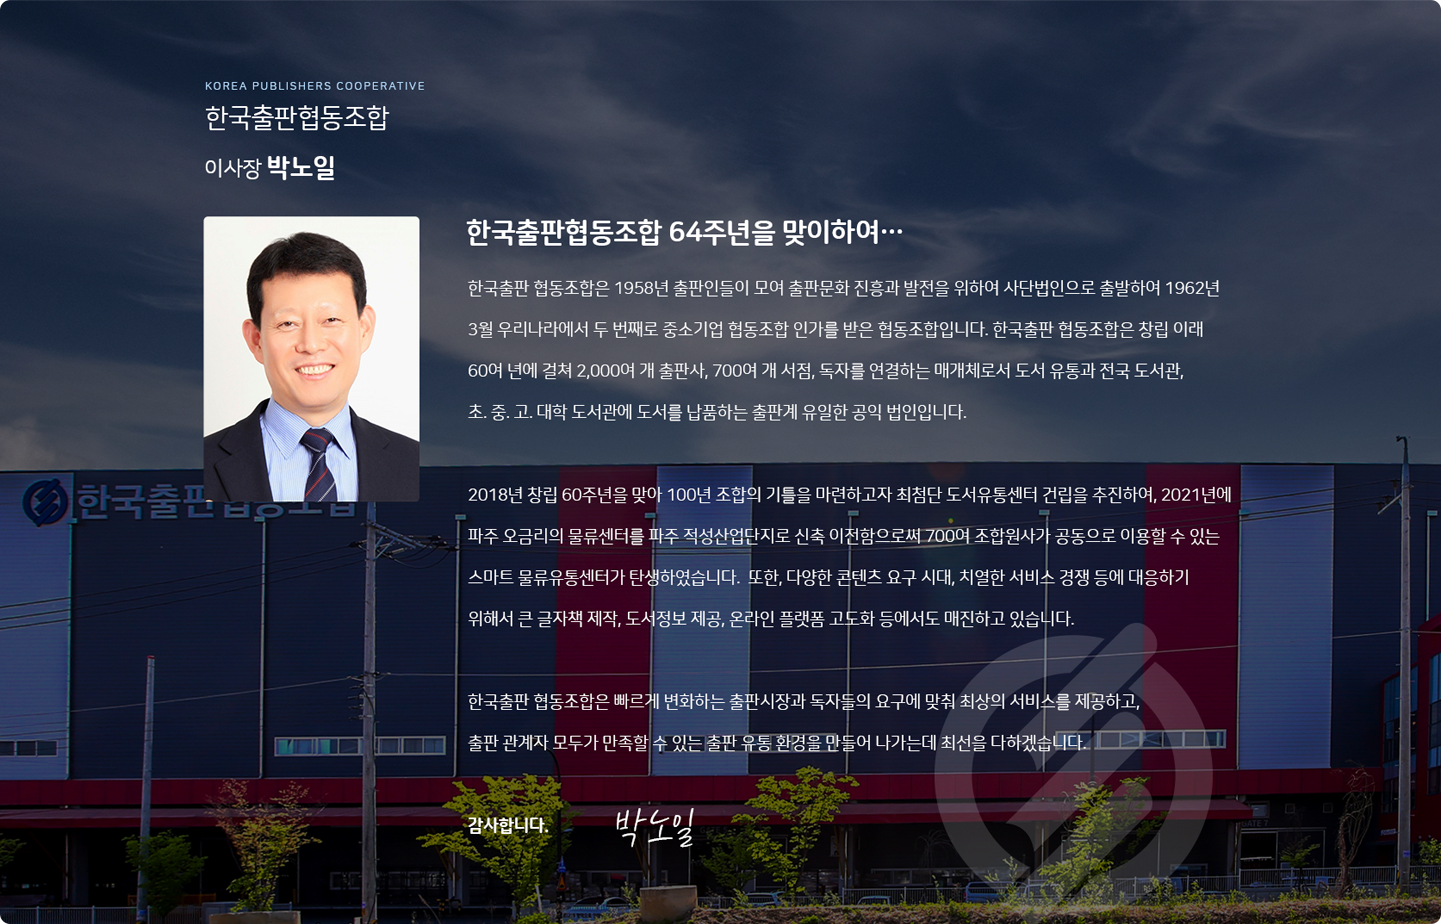 KOREA PUBLISHERS COOPERATIVE
한국출판협동조합
이사장 박노일
한국출판협동조합 64주년을 맞이하여…
한국출판 협동조합은 1958년 출판인들이 모여 출판문화 진흥과 발전을 위하여 사단법인으로 출발하여 1962년
3월 우리나라에서 두 번째로 중소기업 협동조합 인가를 받은 협동조합입니다. 한국출판 협동조합은 창립 이래
60여 년에 걸쳐 2,000여 개 출판사, 700여 개 서점, 독자를 연결하는 매개체로서 도서 유통과 전국 도서관,
초. 중. 고. 대학 도서관에 도서를 납품하는 출판계 유일한 공익 법인입니다.
2018년 창립 60주년을 맞아 100년 조합의 기틀을 마련하고자 최첨단 도서유통센터 건립을 추진하여, 2021년에
파주 오금리의 물류센터를 파주 적성산업단지로 신축 이전함으로써 700여 조합원사가 공동으로 이용할 수 있는
스마트 물류유통센터가 탄생하였습니다. 또한, 다양한 콘텐츠 요구 시대, 치열한 서비스 경쟁 등에 대응하기
위해서 큰 글자책 제작, 도서정보 제공, 온라인 플랫폼 고도화 등에서도 매진하고 있습니다.
한국출판 협동조합은 빠르게 변화하는 출판시장과 독자들의 요구에 맞춰 최상의 서비스를 제공하고,
출판 관계자 모두가 만족할 수 있는 출판 유통 환경을 만들어 나가는데 최선을 다하겠습니다.
감사합니다. 박노일
한국출판협동조합